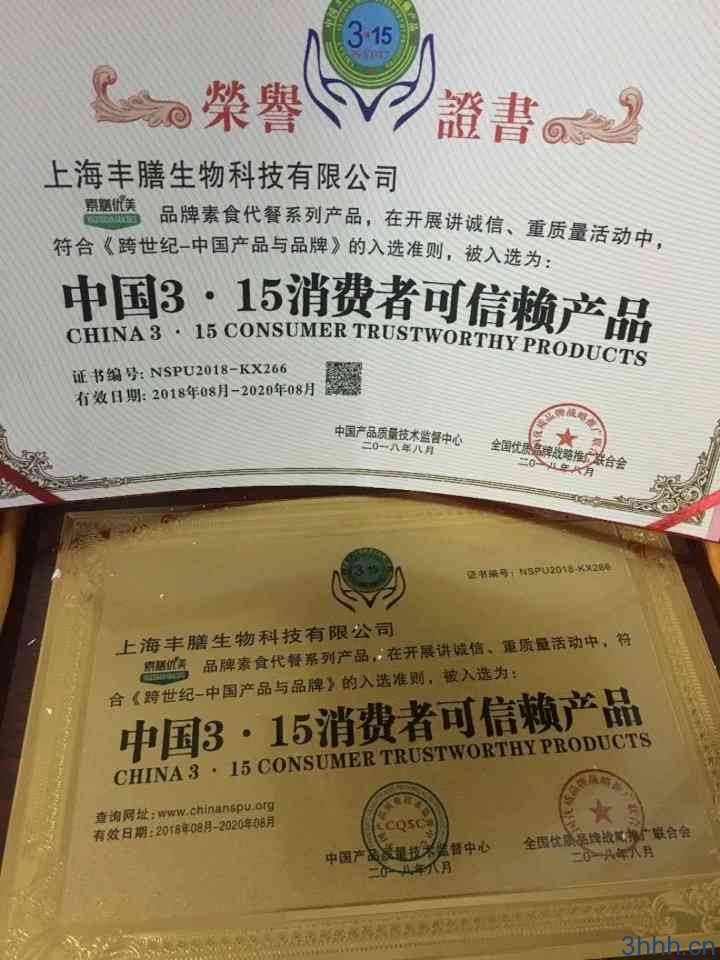 3·15
榮譽 證書
上海丰膳生物科技有限公司
素膳优美
品牌素食代餐系列产品，在开展讲诚信、重质量活动中，
符合《跨世纪-中国产品与品牌》的入选准则，被入选为：
中国3·15消费者可信赖产品
CHINA 3 · 15 CONSUMER TRUSTWORTHY PRODUCTS
证书编号: NSPU2018-KX266
有效日期: 2018年08月-2020年08月
中国产品质量技术监督中心
二〇一八年八月
全国优质品牌战略推广联合会
二〇一八年八月
3·15
证书编号: NSPU2018-KX266
上海丰膳生物科技有限公司
素膳优美
品牌素食代餐系列产品，在开展讲诚信、重质量活动中，符
合《跨世纪-中国产品与品牌》的入选准则，被入选为：
中国3·15消费者可信赖产品
CHINA 3 · 15 CONSUMER TRUSTWORTHY PRODUCTS
查询网址: www.chinanspu.org
有效日期: 2018年08月-2020年08月
CQSC
中国产品质量技术监督中心
二〇一八年八月
全国优质品牌战略推广联合会
二〇一八年八月
3hhh.cn